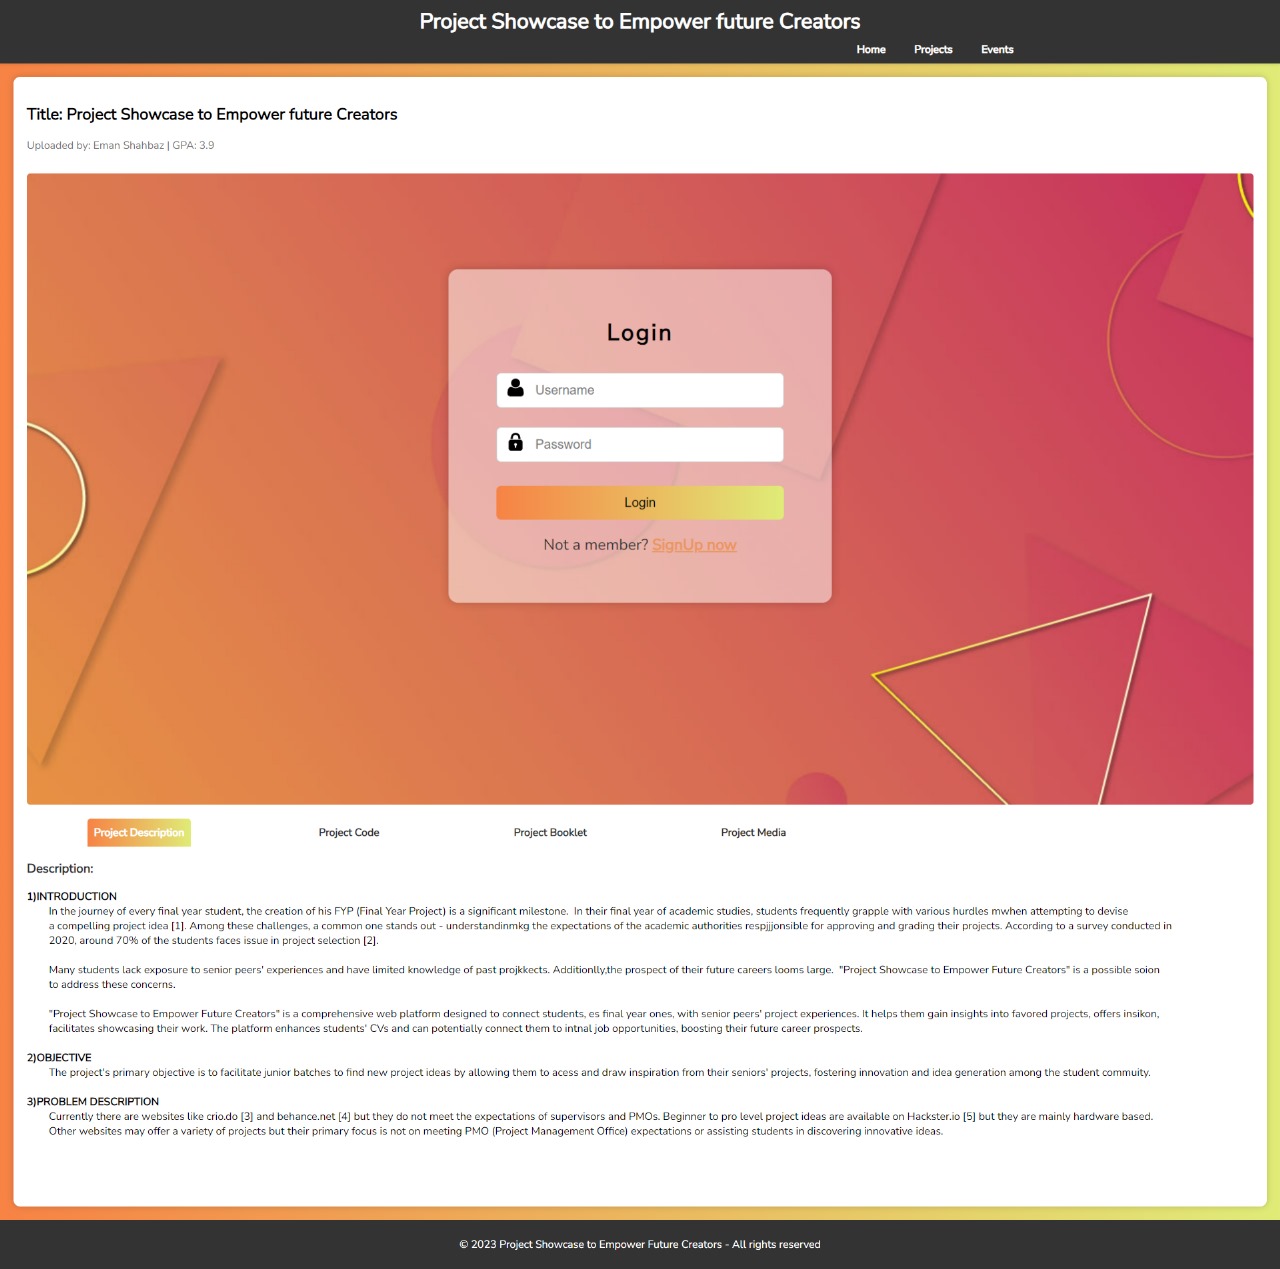 Project Showcase to Empower future Creators
Home Projects Events
Title: Project Showcase to Empower future Creators
Uploaded by: Eman Shahbaz | GPA: 3.9
Login
Username
Password
Login
Not a member? SignUp now
Project Description Project Code Project Booklet Project Media
Description:
1)INTRODUCTION
In the journey of every final year student, the creation of his FYP (Final Year Project) is a significant milestone. In their final year of academic studies, students frequently grapple with various hurdles mwhen attempting to devise
a compelling project idea [1]. Among these challenges, a common one stands out - understandinmkg the expectations of the academic authorities respjjjonsible for approving and grading their projects. According to a survey conducted in
2020, around 70% of the students faces issue in project selection [2].
Many students lack exposure to senior peers' experiences and have limited knowledge of past projkkects. Additionlly,the prospect of their future careers looms large. "Project Showcase to Empower Future Creators" is a possible soion
to address these concerns.
"Project Showcase to Empower Future Creators" is a comprehensive web platform designed to connect students, es final year ones, with senior peers' project experiences. It helps them gain insights into favored projects, offers insikon,
facilitates showcasing their work. The platform enhances students' CVs and can potentially connect them to intnal job opportunities, boosting their future career prospects.
2)OBJECTIVE
The project's primary objective is to facilitate junior batches to find new project ideas by allowing them to acess and draw inspiration from their seniors' projects, fostering innovation and idea generation among the student commuity.
3)PROBLEM DESCRIPTION
Currently there are websites like crio.do [3] and behance.net [4] but they do not meet the expectations of supervisors and PMOs. Beginner to pro level project ideas are available on Hackster.io [5] but they are mainly hardware based.
Other websites may offer a variety of projects but their primary focus is not on meeting PMO (Project Management Office) expectations or assisting students in discovering innovative ideas.
© 2023 Project Showcase to Empower Future Creators - All rights reserved